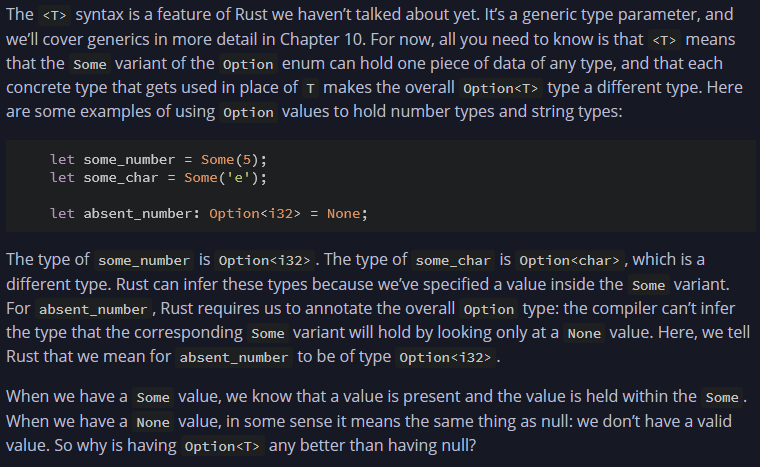 The <T> syntax is a feature of Rust we haven’t talked about yet. It’s a generic type parameter, and
we’ll cover generics in more detail in Chapter 10. For now, all you need to know is that <T> means
that the Some variant of the Option enum can hold one piece of data of any type, and that each
concrete type that gets used in place of T makes the overall Option<T> type a different type. Here
are some examples of using Option values to hold number types and string types:
let some_number = Some(5);
let some_char = Some('e');
let absent_number: Option<i32> = None;
The type of some_number is Option<i32>. The type of some_char is Option<char>, which is a
different type. Rust can infer these types because we’ve specified a value inside the Some variant.
For absent_number, Rust requires us to annotate the overall Option type: the compiler can’t infer
the type that the corresponding Some variant will hold by looking only at a None value. Here, we tell
Rust that we mean for absent_number to be of type Option<i32>.
When we have a Some value, we know that a value is present and the value is held within the Some.
When we have a None value, in some sense it means the same thing as null: we don’t have a valid
value. So why is having Option<T> any better than having null?